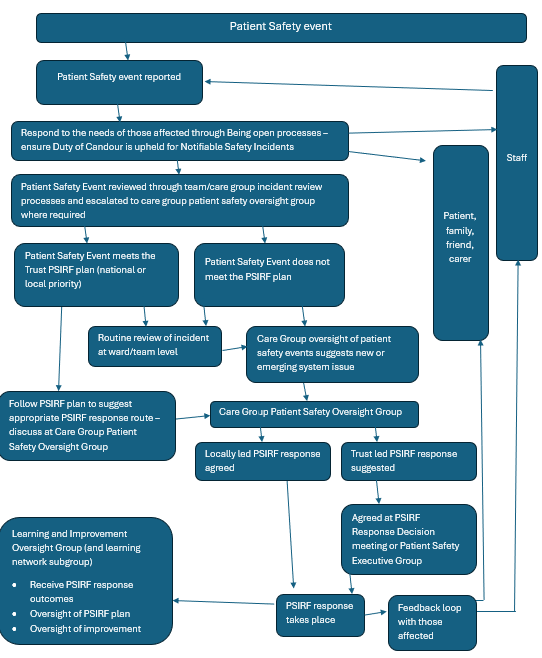 Patient Safety event
Patient Safety event reported
Staff
Respond to the needs of those affected through Being open processes –
ensure Duty of Candour is upheld for Notifiable Safety Incidents
Patient,
family,
friend,
carer
Patient Safety Event reviewed through team/care group incident review
processes and escalated to care group patient safety oversight group
where required
Patient Safety Event meets the
Trust PSIRF plan (national or
local priority)
Patient Safety Event does not
meet the PSIRF plan
Routine review of incident
at ward/team level
Care Group oversight of patient
safety events suggests new or
emerging system issue
Follow PSIRF plan to suggest
appropriate PSIRF response route –
discuss at Care Group Patient
Safety Oversight Group
Care Group Patient Safety Oversight Group
Locally led PSIRF response
agreed
Trust led PSIRF response
suggested
Agreed at PSIRF
Response Decision
meeting or Patient Safety
Executive Group
Learning and Improvement
Oversight Group (and learning
network subgroup)
• Receive PSIRF response
outcomes
• Oversight of PSIRF plan
• Oversight of improvement
PSIRF response
takes place
Feedback loop
with those
affected